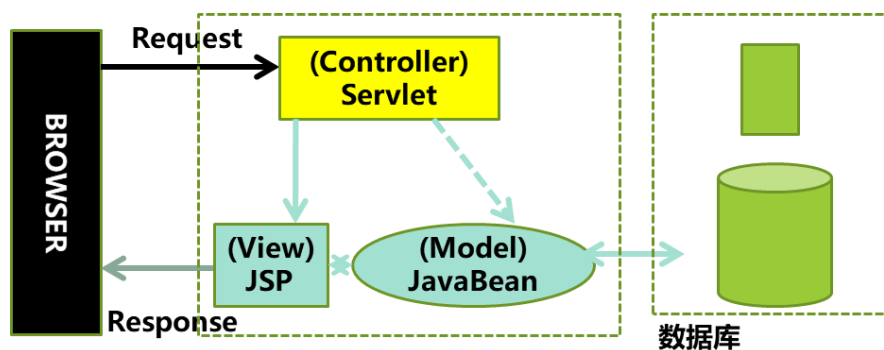 Request
(Controller)
Servlet
BROWSER
(View)
JSP
(Model)
JavaBean
Response
数据库